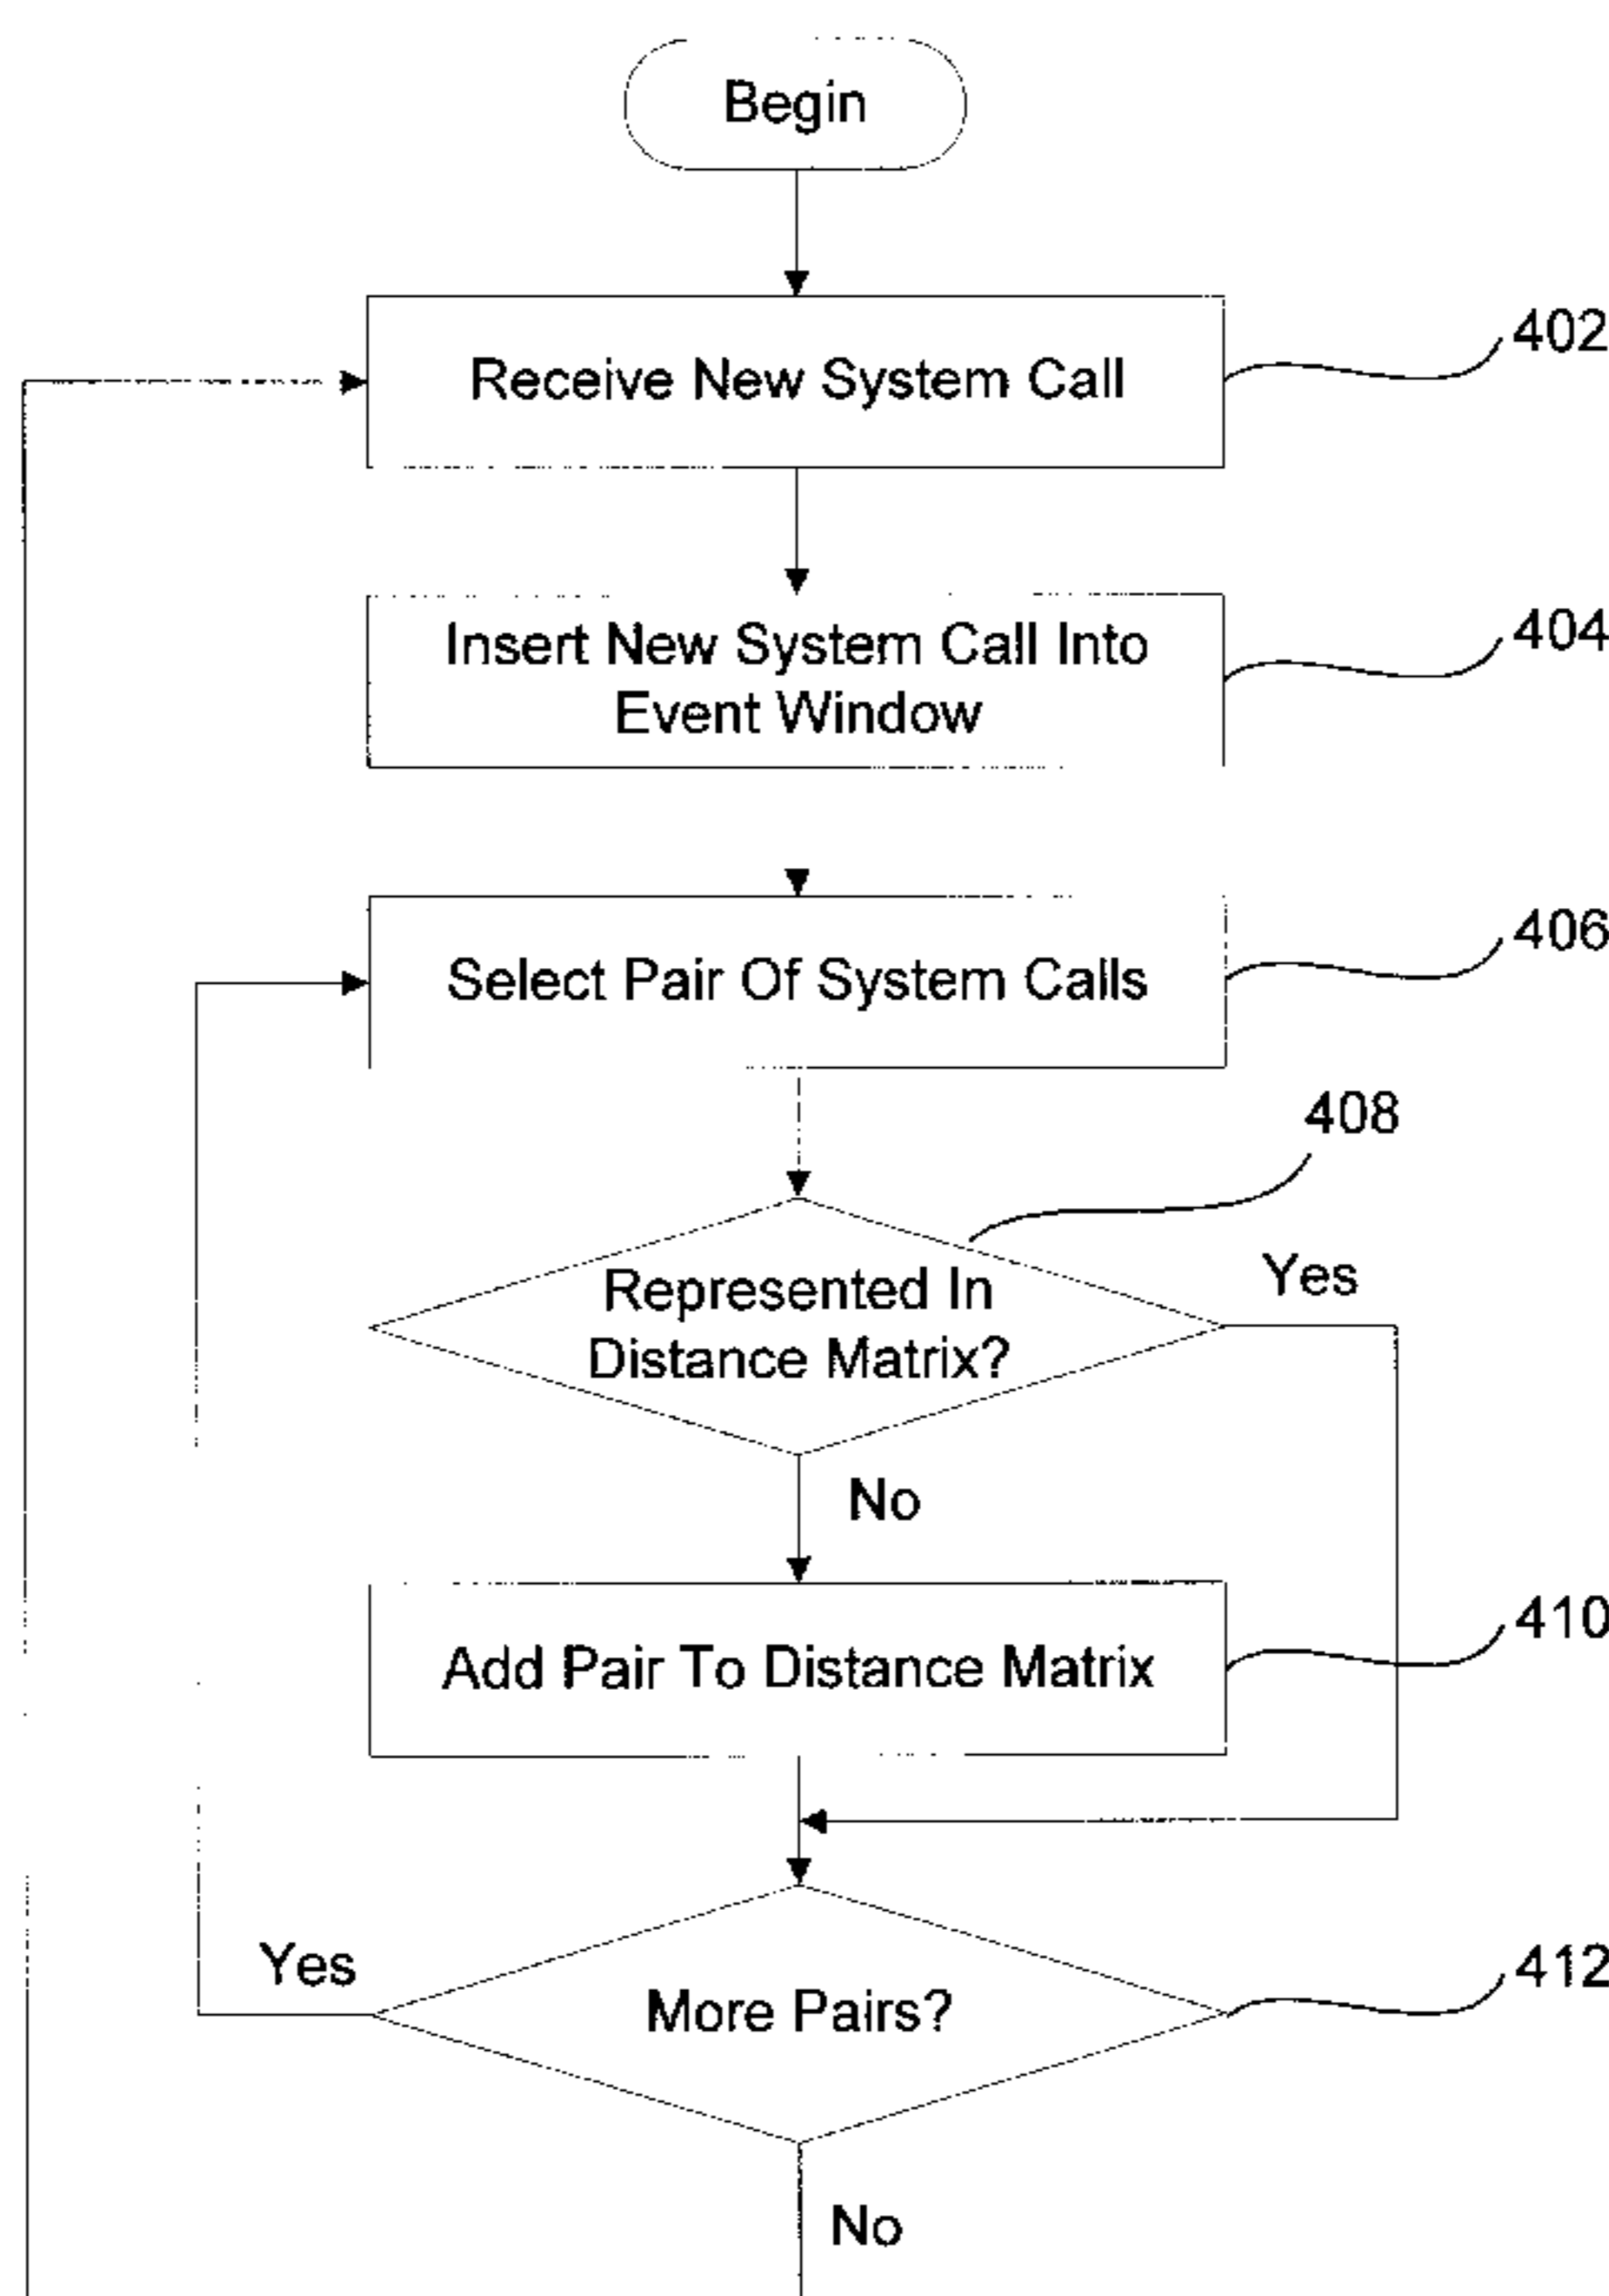 Begin
Receive New System Call
402
Insert New System Call Into
Event Window
404
Select Pair Of System Calls
406
408
Represented In
Distance Matrix?
Yes
No
Add Pair To Distance Matrix
410
Yes
More Pairs?
412
No